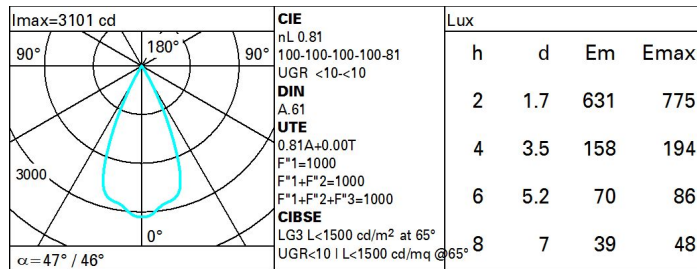 Imax=3101 cd
90° 180° 90°
3000
0°
α=47° / 46°
CIE
nL 0.81
100-100-100-100-81
UGR <10-<10
DIN
A.61
UTE
0.81A+0.00T
F"1=1000
F"1+F"2=1000
F"1+F"2+F"3=1000
CIBSE
LG3 L<1500 cd/m² at 65°
UGR<10 | L<1500 cd/mq @65°
Lux
h d Em Emax
2 1.7 631 775
4 3.5 158 194
6 5.2 70 86
8 7 39 48